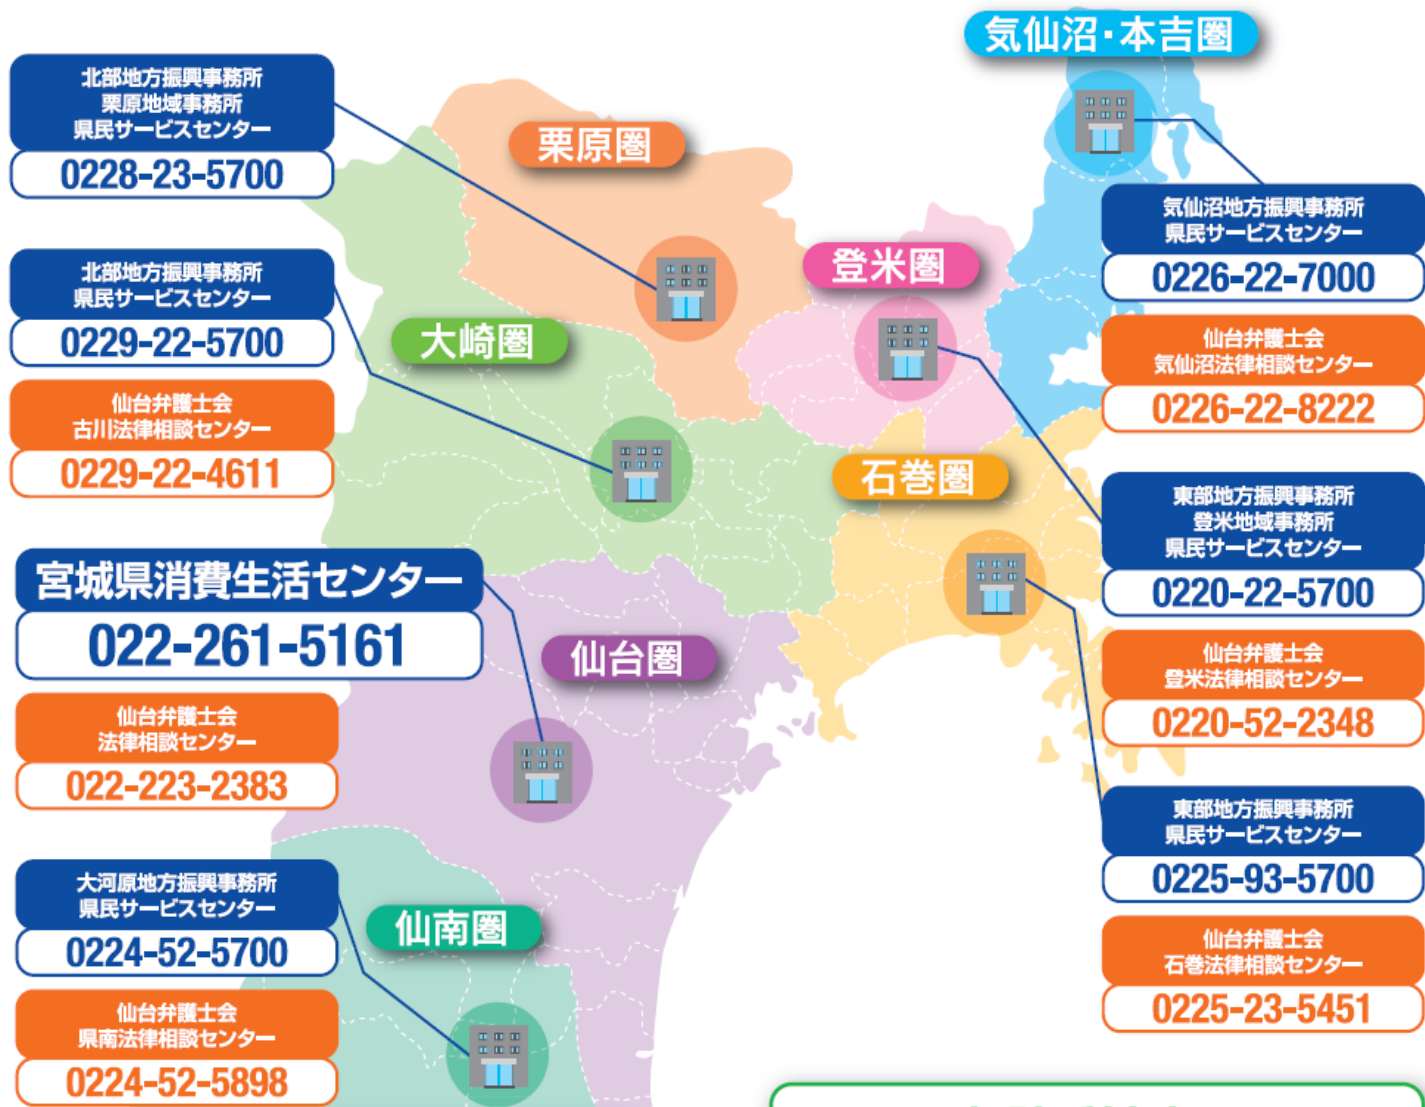 気仙沼・本吉圏
北部地方振興事務所
栗原地域事務所
県民サービスセンター
0228-23-5700
栗原圏
気仙沼地方振興事務所
県民サービスセンター
0226-22-7000
北部地方振興事務所
県民サービスセンター
0229-22-5700
登米圏
大崎圏
仙台弁護士会
気仙沼法律相談センター
0226-22-8222
仙台弁護士会
古川法律相談センター
0229-22-4611
石巻圏
東部地方振興事務所
登米地域事務所
県民サービスセンター
0220-22-5700
宮城県消費生活センター
022-261-5161
仙台圏
仙台弁護士会
登米法律相談センター
0220-52-2348
仙台弁護士会
法律相談センター
022-223-2383
東部地方振興事務所
県民サービスセンター
0225-93-5700
大河原地方振興事務所
県民サービスセンター
0224-52-5700
仙南圏
仙台弁護士会
石巻法律相談センター
0225-23-5451
仙台弁護士会
県南法律相談センター
0224-52-5898